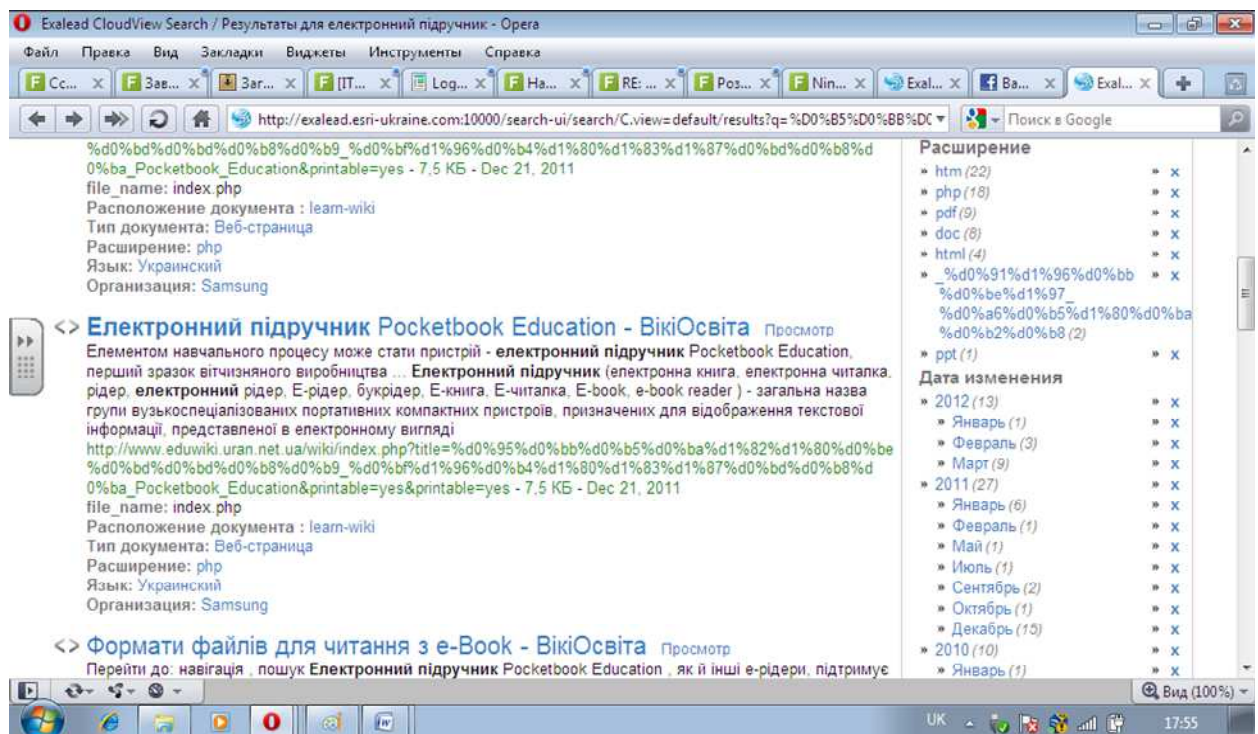 Exalead CloudView Search / Результаты для електронний підручник - Opera
Файл Правка Вид Закладки Виджеты Инструменты Справка
Сс... Зав... Заг... [IT... Log... На... RE: ... Роз... Nin... Exal... Ba... Exal...
http://exalead.esri-ukraine.com:10000/search-ui/search/C.view=default/results?q=%D0%B5%D0%BB%D0 Поиск в Google
%d0%bd%d0%bd%d0%b8%d0%b9_%d0%bf%d1%96%d0%b4%d1%80%d1%83%d1%87%d0%bd%d0%b8%d
0%ba_Pocketbook_Education&printable=yes - 7,5 КБ - Dec 21, 2011
file_name: index.php
Расположение документа : learn-wiki
Тип документа: Веб-страница
Расширение: php
Язык: Украинский
Организация: Samsung
<> Електронний підручник Pocketbook Education - ВікіОсвіта Просмотр
Елементом навчального процесу може стати пристрій - електронний підручник Pocketbook Education,
перший зразок вітчизняного виробництва ... Електронний підручник (електронна книга, електронна читалка,
рідер, електронний рідер, Е-рідер, букрідер, Е-книга, Е-читалка, E-book, e-book reader ) - загальна назва
групи вузькоспеціалізованих портативних компактних пристроїв, призначених для відображення текстової
інформації, представленої в електронному вигляді
http://www.eduwiki.uran.net.ua/wiki/index.php?title=%d0%95%d0%bb%d0%b5%d0%ba%d1%82%d1%80%d0%be
%d0%bd%d0%bd%d0%b8%d0%b9_%d0%bf%d1%96%d0%b4%d1%80%d1%83%d1%87%d0%bd%d0%b8%d
0%ba_Pocketbook_Education&printable=yes&printable=yes - 7,5 КБ - Dec 21, 2011
file_name: index.php
Расположение документа : learn-wiki
Тип документа: Веб-страница
Расширение: php
Язык: Украинский
Организация: Samsung
<> Формати файлів для читання з e-Book - ВікіОсвіта Просмотр
Перейти до: навігація , пошук Електронний підручник Pocketbook Education , як й інші е-рідери, підтримує
Расширение
» htm (22) » x
» php (18) » x
» pdf (9) » x
» doc (8) » x
» html (4) » x
» _%d0%91%d1%96%d0%bb » x
%d0%be%d1%97_
%d0%a6%d0%b5%d1%80%d0%ba
%d0%b2%d0%b8 (2)
» ppt (1) » x
Дата изменения
» 2012 (13) » x
» Январь (1) » x
» Февраль (3) » x
» Март (9) » x
» 2011 (27) » x
» Январь (6) » x
» Февраль (1) » x
» Май (1) » x
» Июль (1) » x
» Сентябрь (2) » x
» Октябрь (1) » x
» Декабрь (15) » x
» 2010 (10) » x
» Январь (1) » x
Вид (100%)
UK 17:55